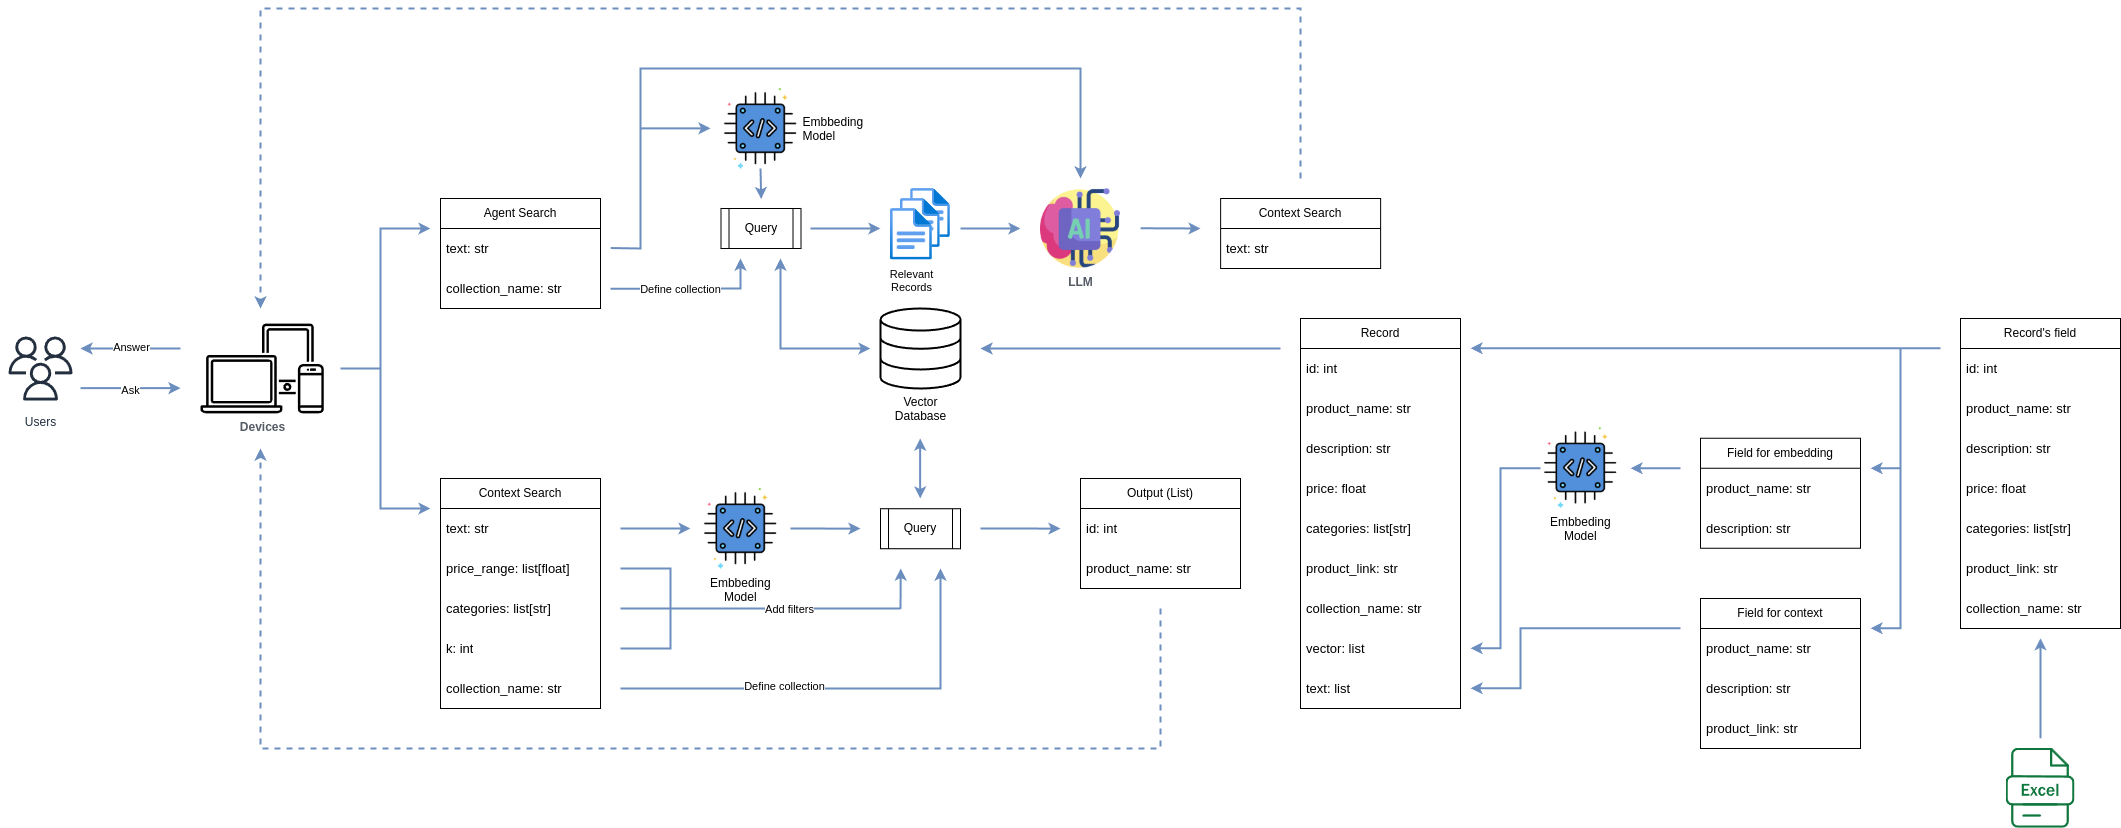 Embbeding
Model
Agent Search
text: str
collection_name: str
Define collection
Query
Relevant
Records
AI
LLM
Context Search
text: str
Answer
Ask
Users
Devices
Vector
Database
Context Search
text: str
price_range: list[float]
categories: list[str]
k: int
collection_name: str
Embbeding
Model
Add filters
Define collection
Query
Output (List)
id: int
product_name: str
Record
id: int
product_name: str
description: str
price: float
categories: list[str]
product_link: str
collection_name: str
vector: list
text: list
Embbeding
Model
Field for embedding
product_name: str
description: str
Field for context
product_name: str
description: str
product_link: str
Record's field
id: int
product_name: str
description: str
price: float
categories: list[str]
product_link: str
collection_name: str
Excel